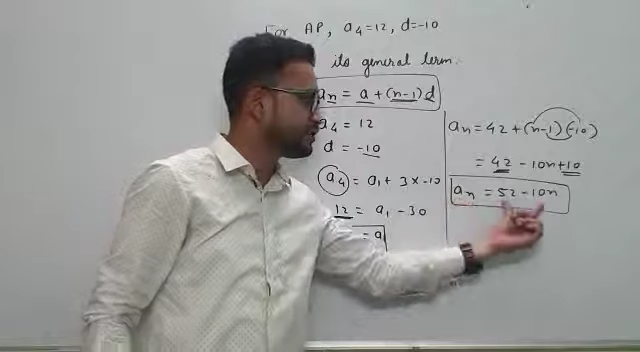 For AP, a₄=12, d=-10
its general term.
aₙ = a + (n-1)d
a₄ = 12
d = -10
a₄ = a₁ + 3×-10
12 = a₁ - 30
= a
aₙ = 42 + (n-1)(-10)
= 42 - 10n + 10
aₙ = 52 - 10n